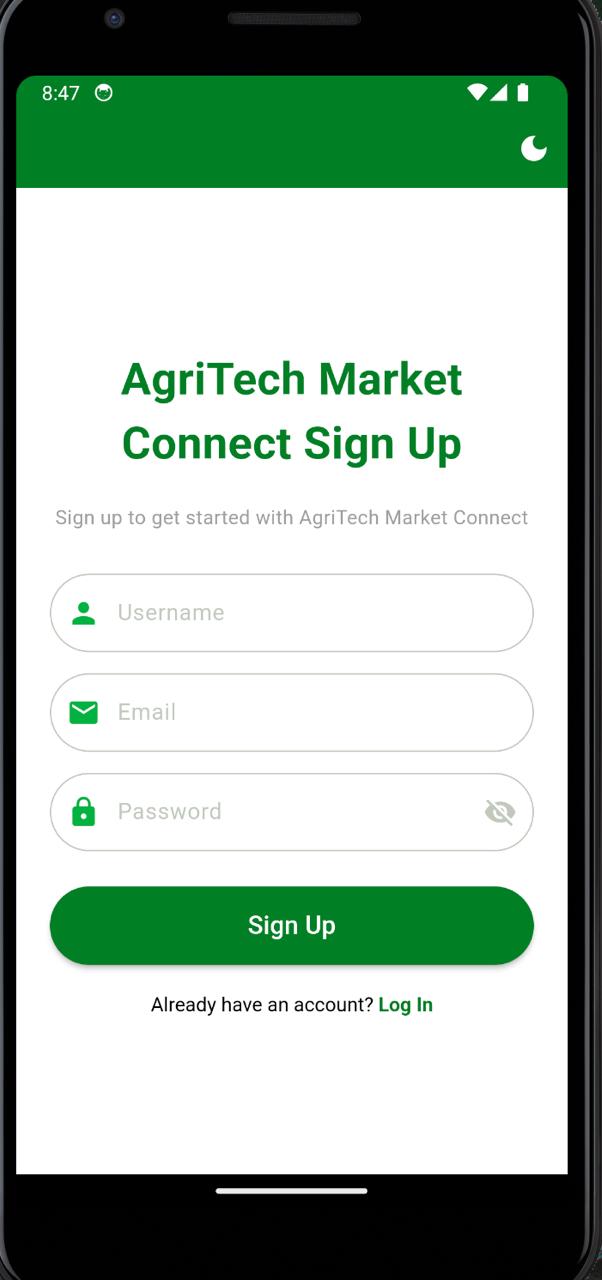 8:47
AgriTech Market
Connect Sign Up
Sign up to get started with AgriTech Market Connect
Username
Email
Password
Sign Up
Already have an account? Log In